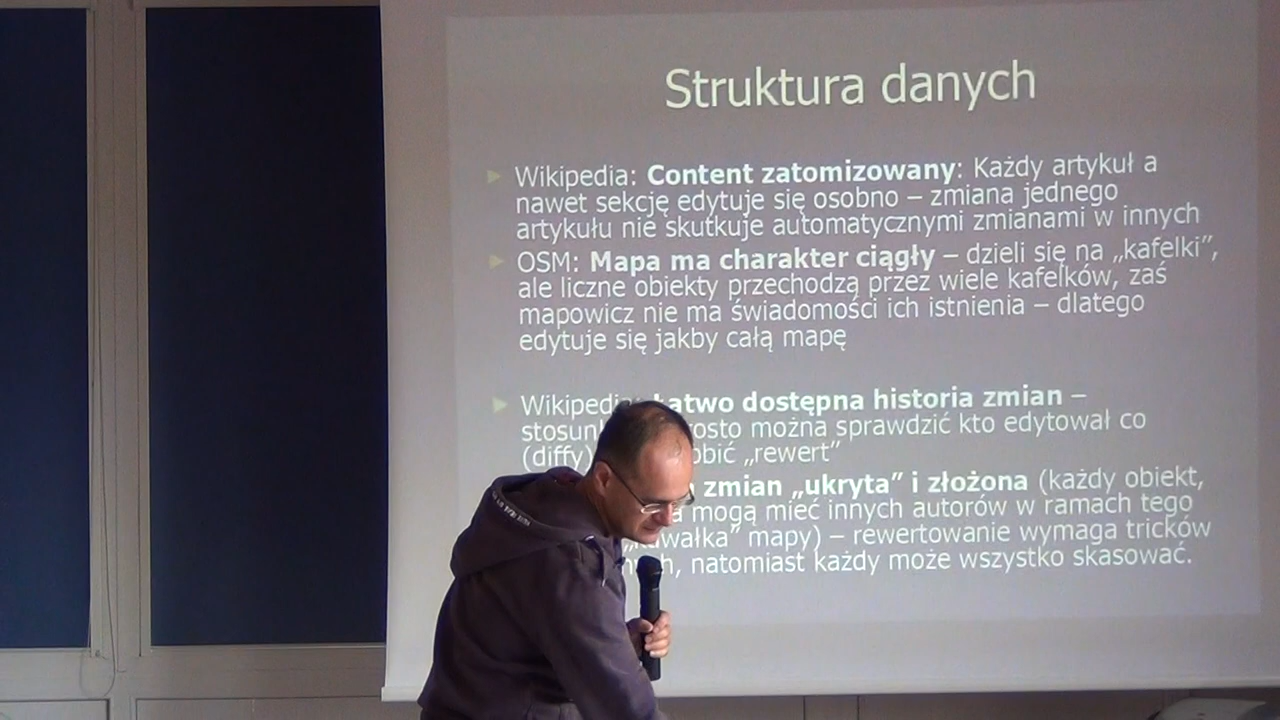 Struktura danych
Wikipedia: Content zatomizowany: Każdy artykuł a
nawet sekcję edytuje się osobno – zmiana jednego
artykułu nie skutkuje automatycznymi zmianami w innych
OSM: Mapa ma charakter ciągły – dzieli się na „kafelki”,
ale liczne obiekty przechodzą przez wiele kafelków, zaś
mapowicz nie ma świadomości ich istnienia – dlatego
edytuje się jakby całą mapę
Wikipedia: Łatwo dostępna historia zmian –
można sprawdzić kto edytował co
(diffy) „rewert”
zmian „ukryta” i złożona (każdy obiekt,
mogą mieć innych autorów w ramach tego
„kawałka” mapy) – rewertowanie wymaga tricków
natomiast każdy może wszystko skasować.